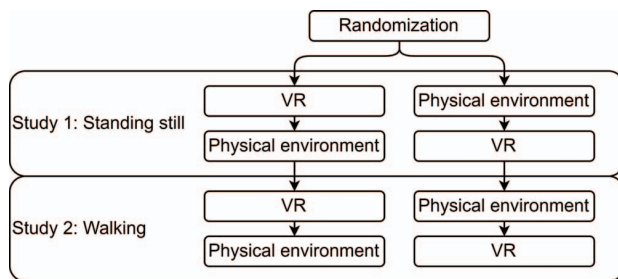 Randomization
VR
Physical environment
Study 1: Standing still
Physical environment
VR
VR
Physical environment
Study 2: Walking
Physical environment
VR